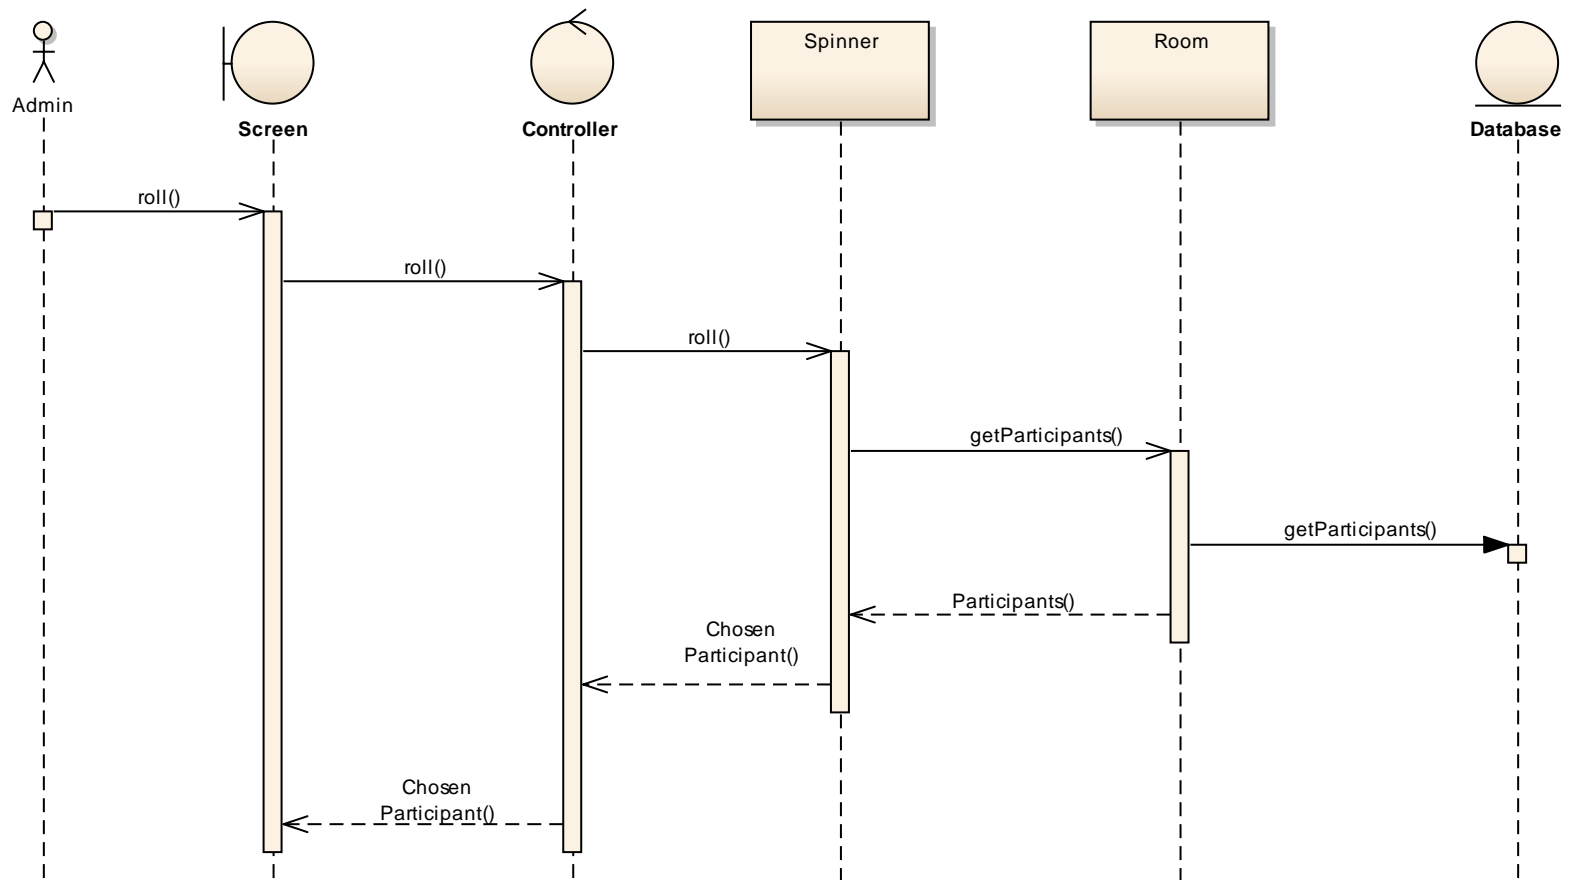 Admin
Screen
Controller
Spinner
Room
Database
roll()
roll()
roll()
getParticipants()
getParticipants()
Participants()
Chosen
Participant()
Chosen
Participant()